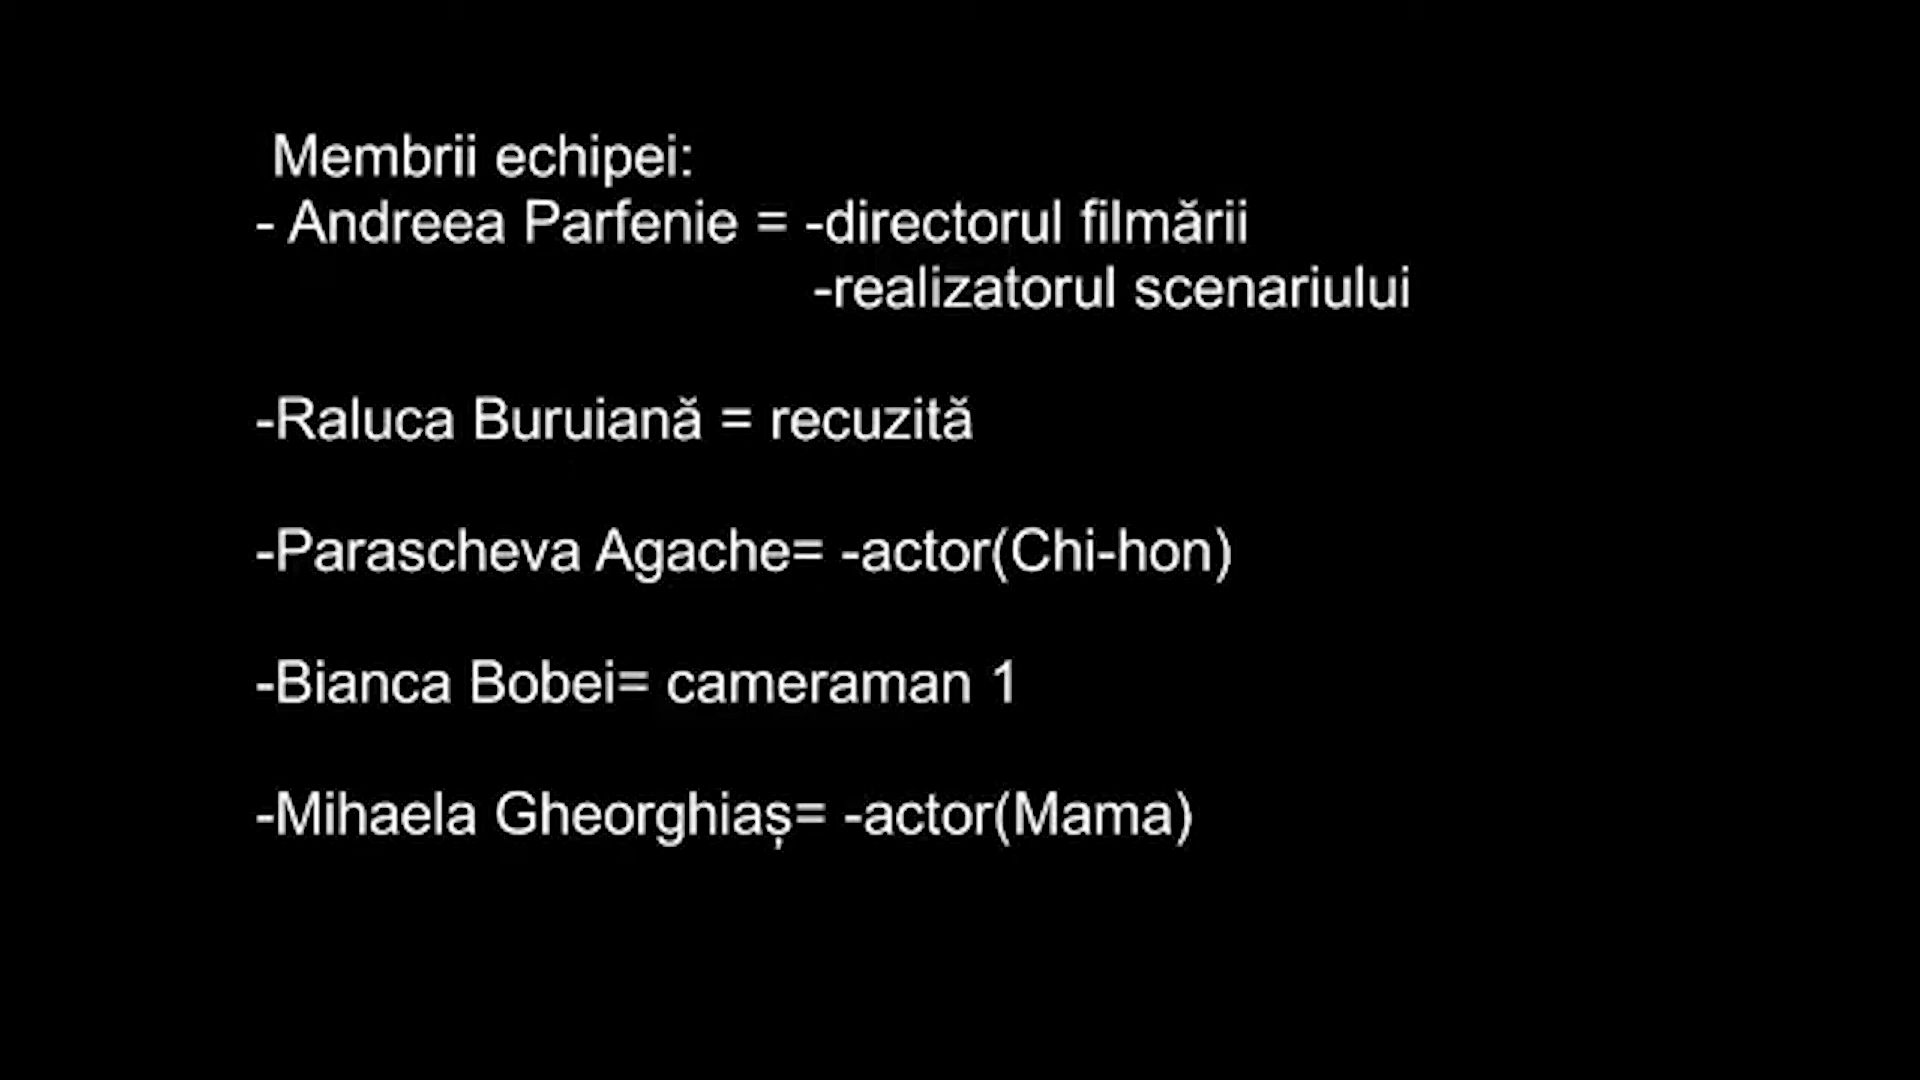 Membrii echipei:
- Andreea Parfenie = -directorul filmării
-realizatorul scenariului
-Raluca Buruiană = recuzită
-Parascheva Agache= -actor(Chi-hon)
-Bianca Bobei= cameraman 1
-Mihaela Gheorghiaș= -actor(Mama)